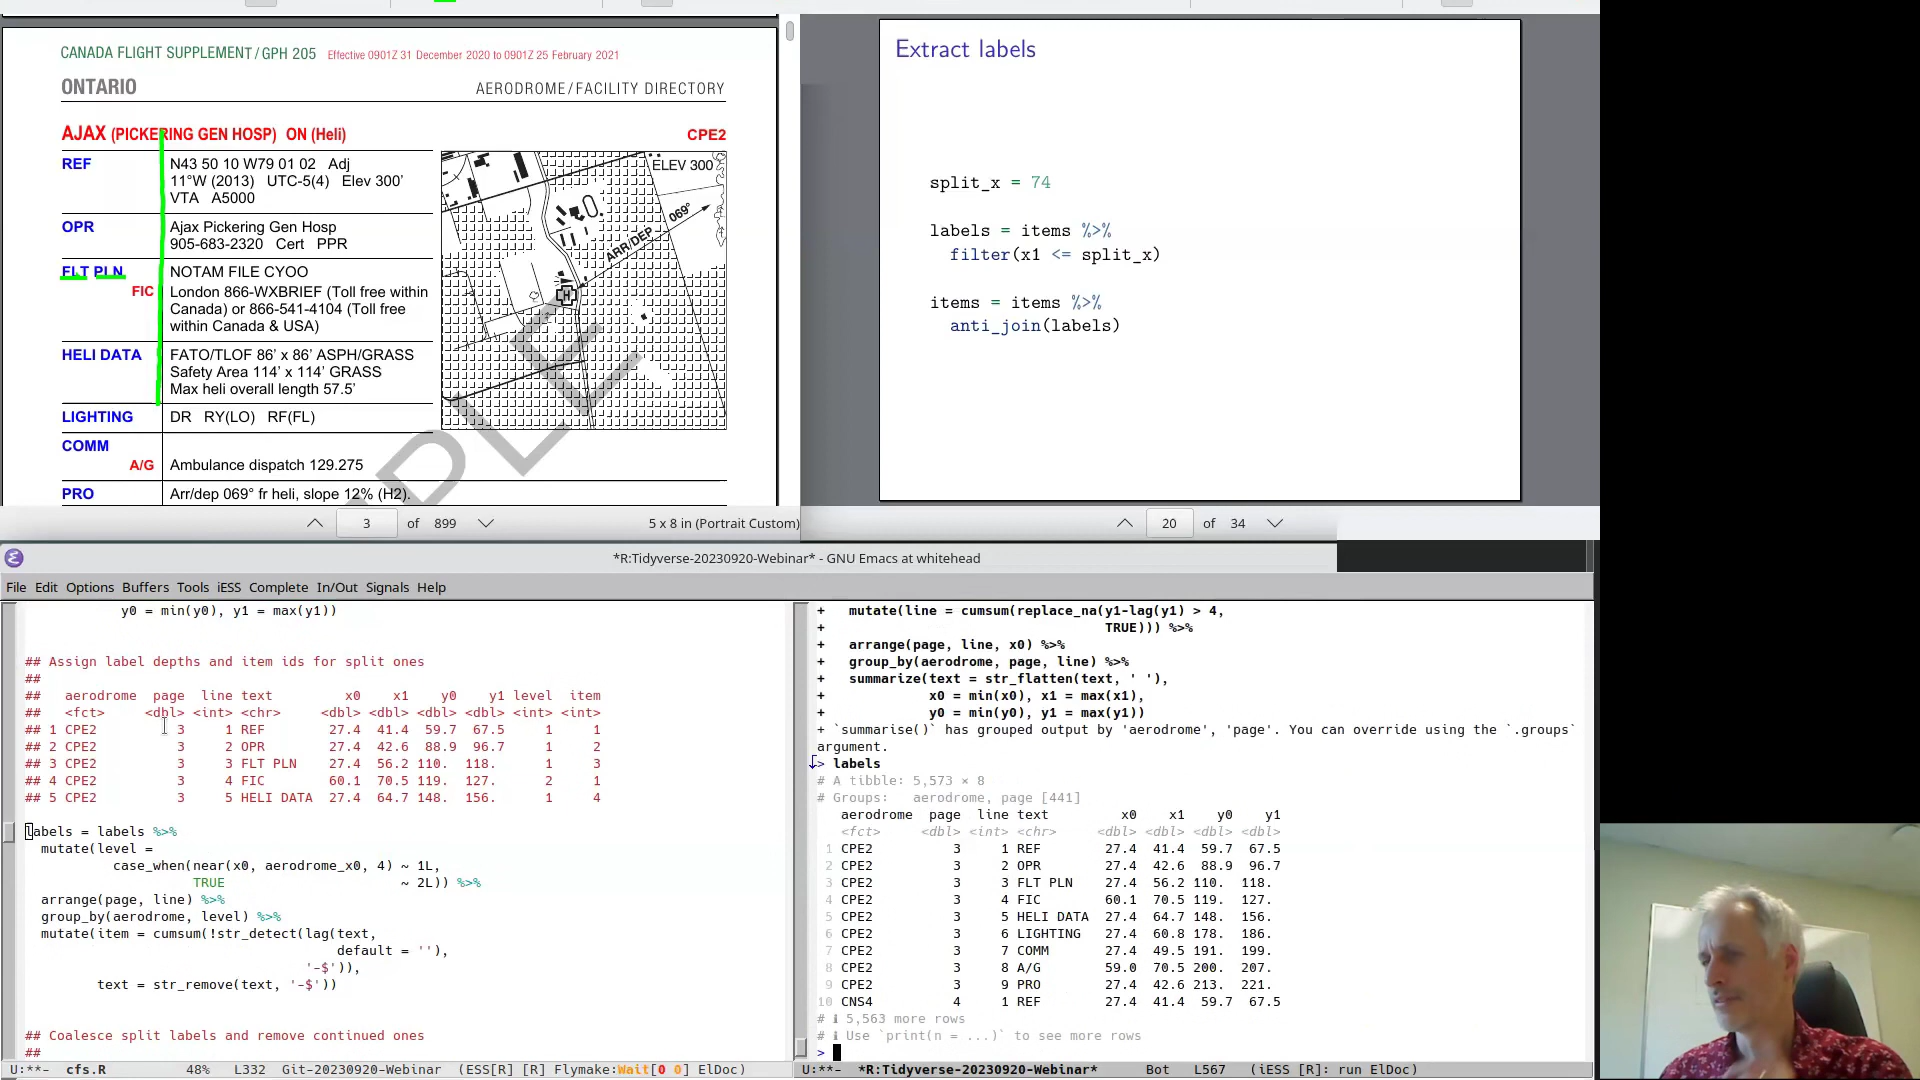 CANADA FLIGHT SUPPLEMENT/GPH 205 Effective 0901Z 31 December 2020 to 0901Z 25 February 2021
ONTARIO AERODROME/FACILITY DIRECTORY
AJAX (PICKERING GEN HOSP) ON (Heli) CPE2
REF N43 50 10 W79 01 02 Adj
11°W (2013) UTC-5(4) Elev 300'
VTA A5000
OPR Ajax Pickering Gen Hosp
905-683-2320 Cert PPR
FLT PLN NOTAM FILE CYOO
FIC London 866-WXBRIEF (Toll free within
Canada) or 866-541-4104 (Toll free
within Canada & USA)
HELI DATA FATO/TLOF 86' x 86' ASPH/GRASS
Safety Area 114' x 114' GRASS
Max heli overall length 57.5'
LIGHTING DR RY(LO) RF(FL)
COMM
A/G Ambulance dispatch 129.275
PRO Arr/dep 069° fr heli, slope 12% (H2).
ELEV 300
069°
ARR/DEP
H
PLE
3 of 899 5 x 8 in (Portrait Custom)
Extract labels
split_x = 74
labels = items %>%
filter(x1 <= split_x)
items = items %>%
anti_join(labels)
20 of 34
*R:Tidyverse-20230920-Webinar* - GNU Emacs at whitehead
File Edit Options Buffers Tools iESS Complete In/Out Signals Help
y0 = min(y0), y1 = max(y1))
## Assign label depths and item ids for split ones
##
## aerodrome page line text x0 x1 y0 y1 level item
## <fct> <dbl> <int> <chr> <dbl> <dbl> <dbl> <dbl> <int> <int>
## 1 CPE2 3 1 REF 27.4 41.4 59.7 67.5 1 1
## 2 CPE2 3 2 OPR 27.4 42.6 88.9 96.7 1 2
## 3 CPE2 3 3 FLT PLN 27.4 56.2 110. 118. 1 3
## 4 CPE2 3 4 FIC 60.1 70.5 119. 127. 2 1
## 5 CPE2 3 5 HELI DATA 27.4 64.7 148. 156. 1 4
labels = labels %>%
mutate(level =
case_when(near(x0, aerodrome_x0, 4) ~ 1L,
TRUE ~ 2L)) %>%
arrange(page, line) %>%
group_by(aerodrome, level) %>%
mutate(item = cumsum(!str_detect(lag(text,
default = ''),
'-$')),
text = str_remove(text, '-$'))
## Coalesce split labels and remove continued ones
##
U:**- cfs.R 48% L332 Git-20230920-Webinar (ESS[R] [R] Flymake:Wait[0 0] ElDoc)
+ mutate(line = cumsum(replace_na(y1-lag(y1) > 4,
+ TRUE))) %>%
+ arrange(page, line, x0) %>%
+ group_by(aerodrome, page, line) %>%
+ summarize(text = str_flatten(text, ' '),
+ x0 = min(x0), x1 = max(x1),
+ y0 = min(y0), y1 = max(y1))
+ `summarise()` has grouped output by 'aerodrome', 'page'. You can override using the `.groups`
argument.
> labels
# A tibble: 5,573 × 8
# Groups: aerodrome, page [441]
aerodrome page line text x0 x1 y0 y1
<fct> <dbl> <int> <chr> <dbl> <dbl> <dbl> <dbl>
1 CPE2 3 1 REF 27.4 41.4 59.7 67.5
2 CPE2 3 2 OPR 27.4 42.6 88.9 96.7
3 CPE2 3 3 FLT PLN 27.4 56.2 110. 118.
4 CPE2 3 4 FIC 60.1 70.5 119. 127.
5 CPE2 3 5 HELI DATA 27.4 64.7 148. 156.
6 CPE2 3 6 LIGHTING 27.4 60.8 178. 186.
7 CPE2 3 7 COMM 27.4 49.5 191. 199.
8 CPE2 3 8 A/G 59.0 70.5 200. 207.
9 CPE2 3 9 PRO 27.4 42.6 213. 221.
10 CNS4 4 1 REF 27.4 41.4 59.7 67.5
# ℹ 5,563 more rows
# ℹ Use `print(n = ...)` to see more rows
>
U:**- *R:Tidyverse-20230920-Webinar* Bot L567 (iESS [R]: run ElDoc)